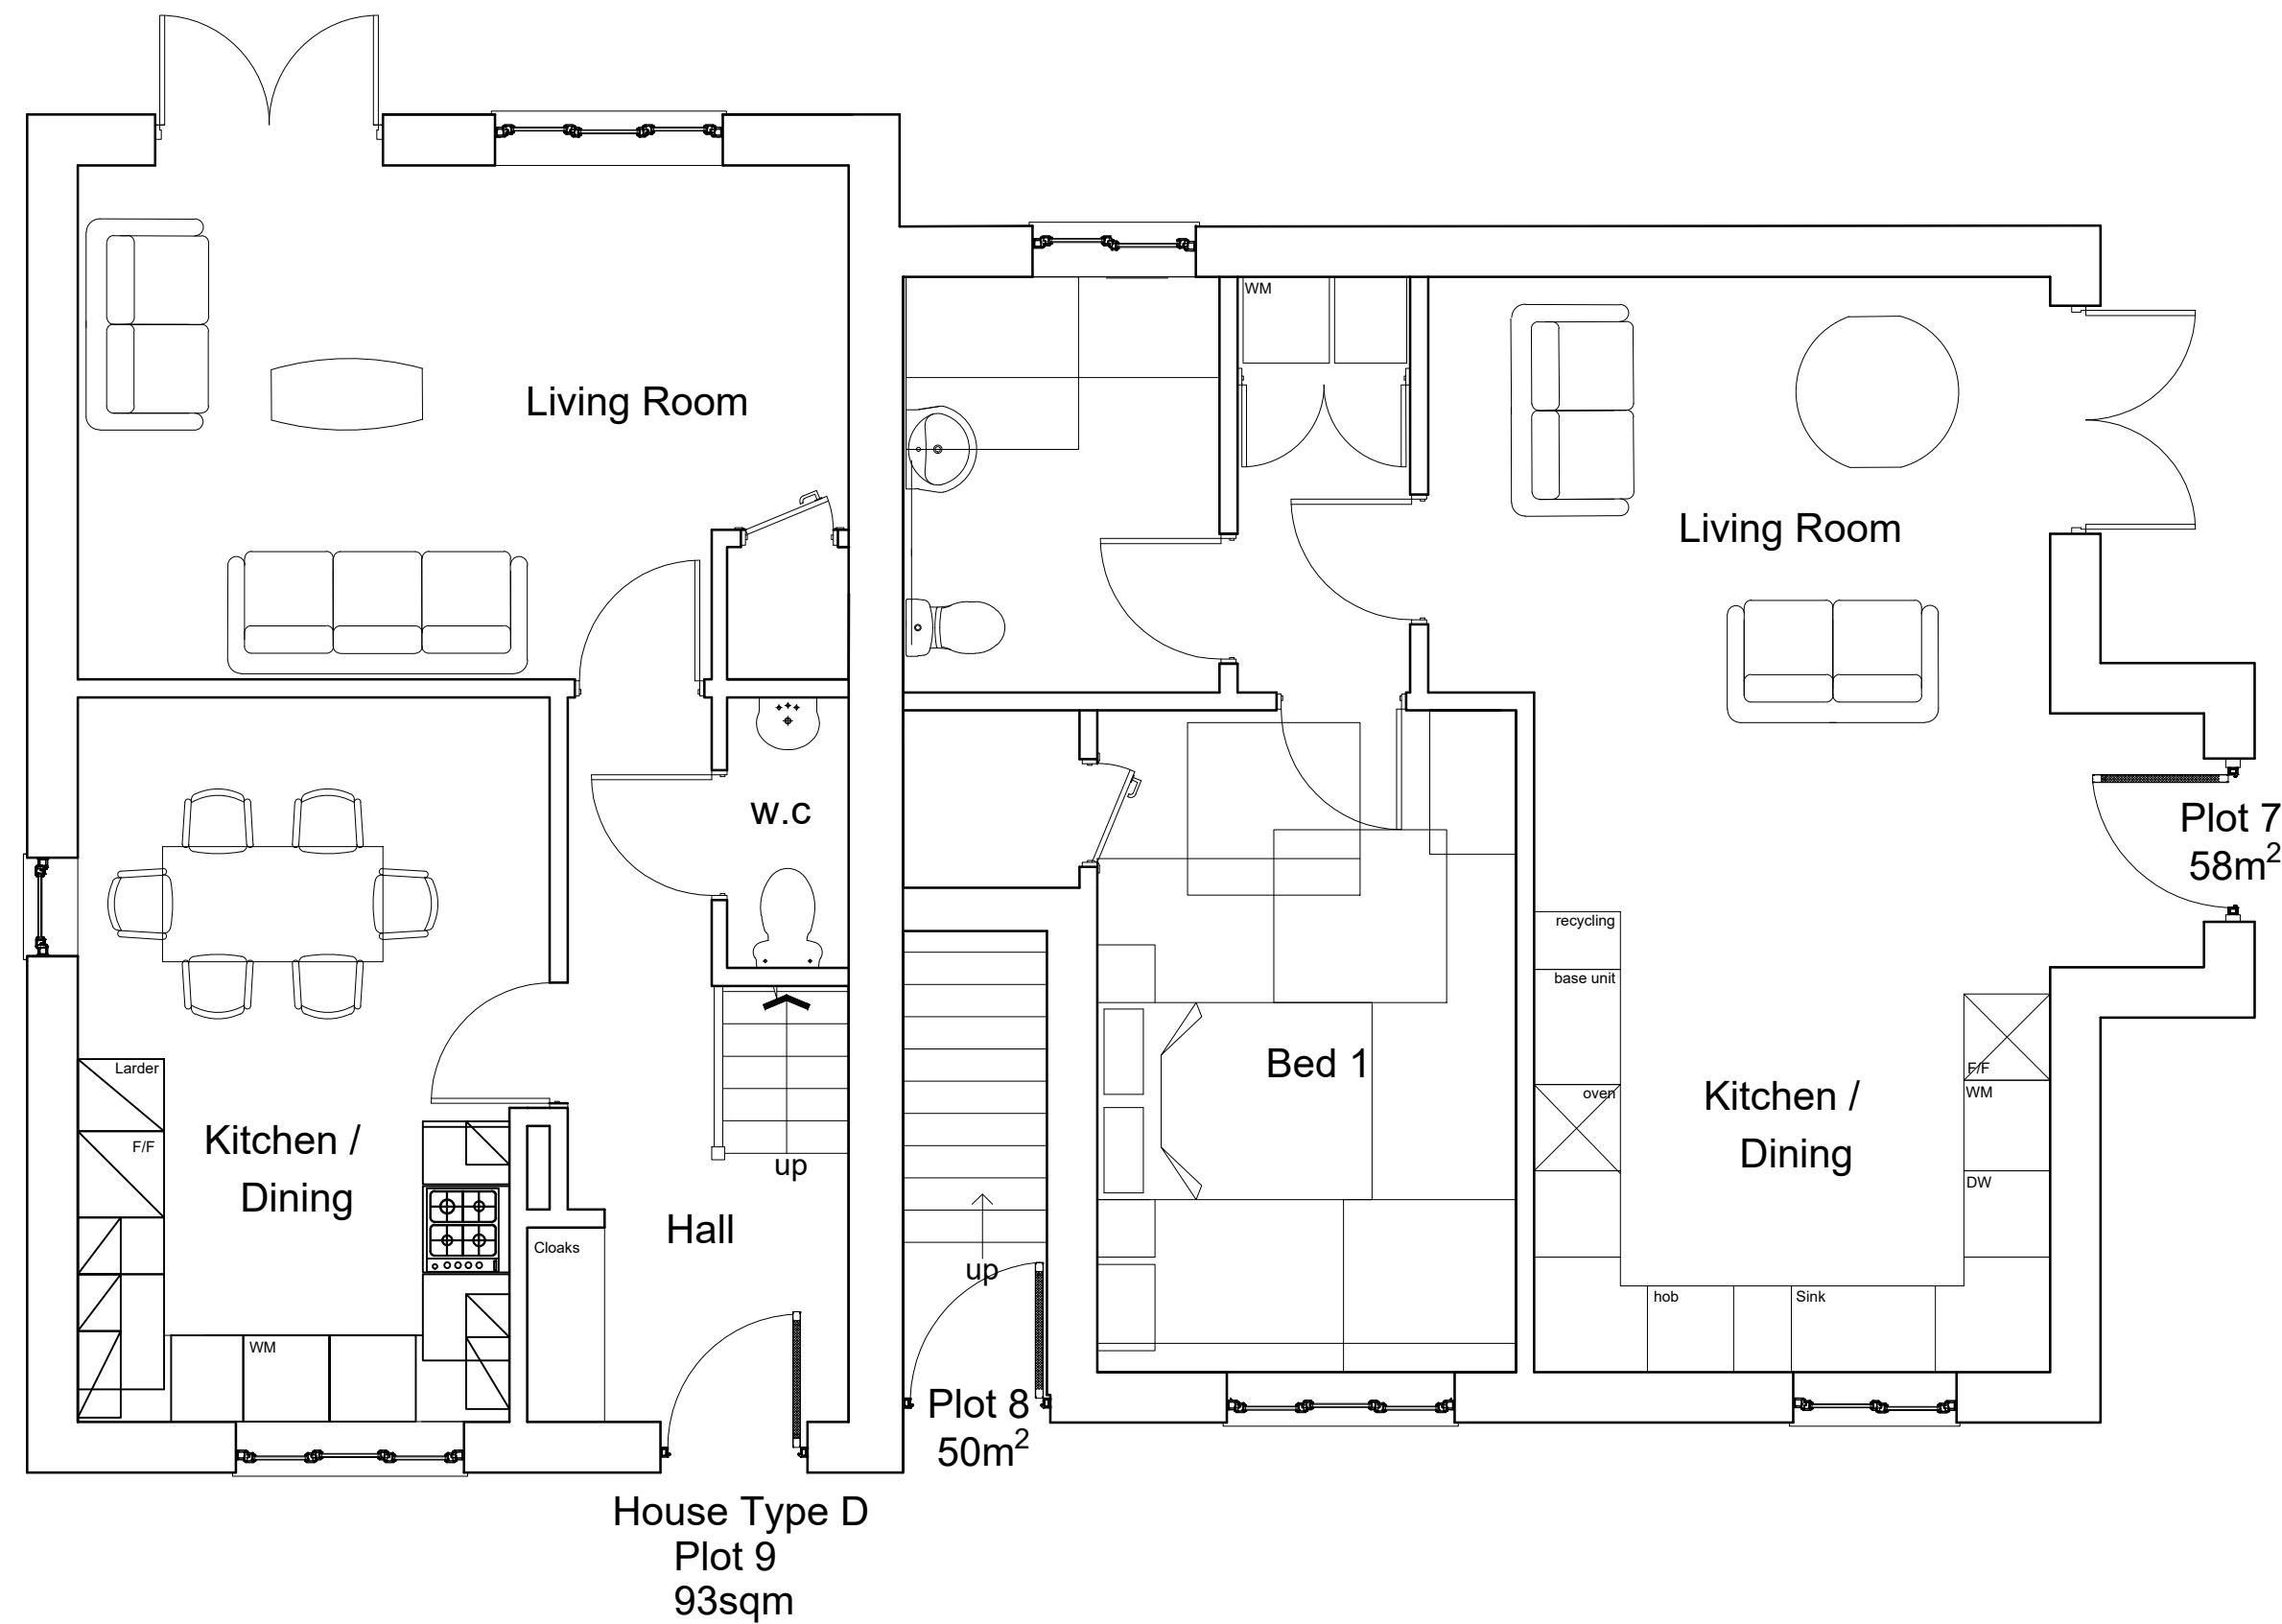 WM
Living Room
Living Room
w.c
Plot 7
58m²
recycling
base unit
Larder
F/F
Bed 1
F/F
oven
WM
Kitchen /
Dining
Kitchen /
Dining
F/F
up
DW
Hall
Cloaks
up
hob
Sink
WM
Plot 8
50m²
House Type D
Plot 9
93sqm